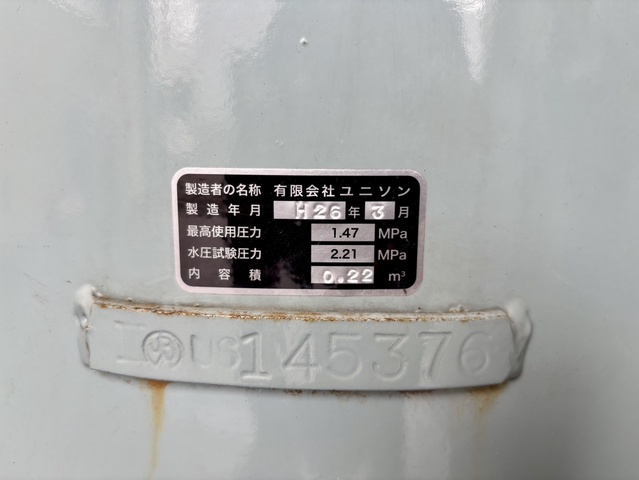 製造者の名称 有限会社ユニソン
製造年月 H26年3月
最高使用圧力 1.47 MPa
水圧試験圧力 2.21 MPa
内容積 0.22 m³
US145376